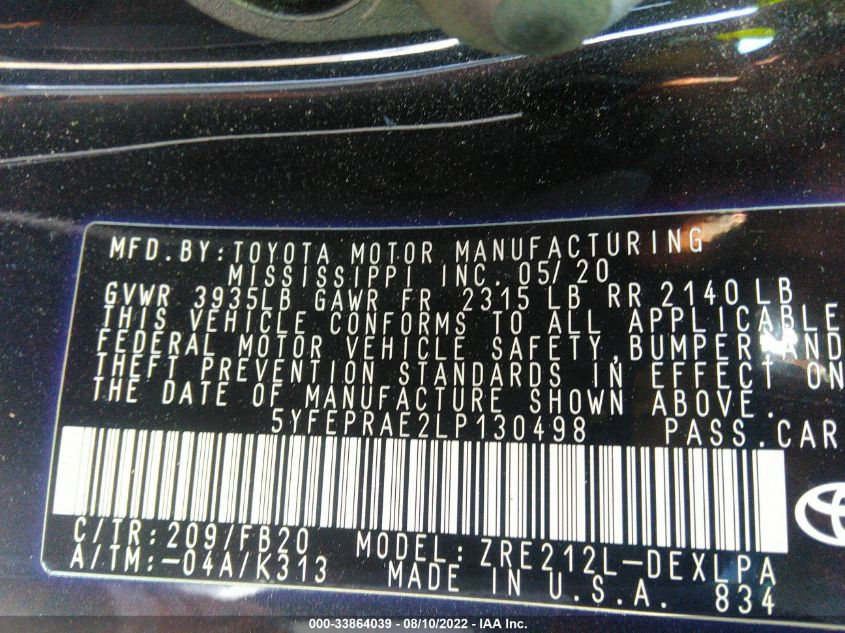 MFD. BY: TOYOTA MOTOR MANUFACTURING
MISSISSIPPI INC. 05/20
GVWR 3935LB GAWR FR 2315 LB RR 2140 LB
THIS VEHICLE CONFORMS TO ALL APPLICABLE
FEDERAL MOTOR VEHICLE SAFETY, BUMPER, AND
THEFT PREVENTION STANDARDS IN EFFECT ON
THE DATE OF MANUFACTURE SHOWN ABOVE.
5YFEPRAE2LP130498 PASS. CAR
C/TR: 209/FB20 MODEL: ZRE212L-DEXLPA
A/TM: -04A/K313 MADE IN U.S.A. 834
000-33864039 - 08/10/2022 - IAA Inc.